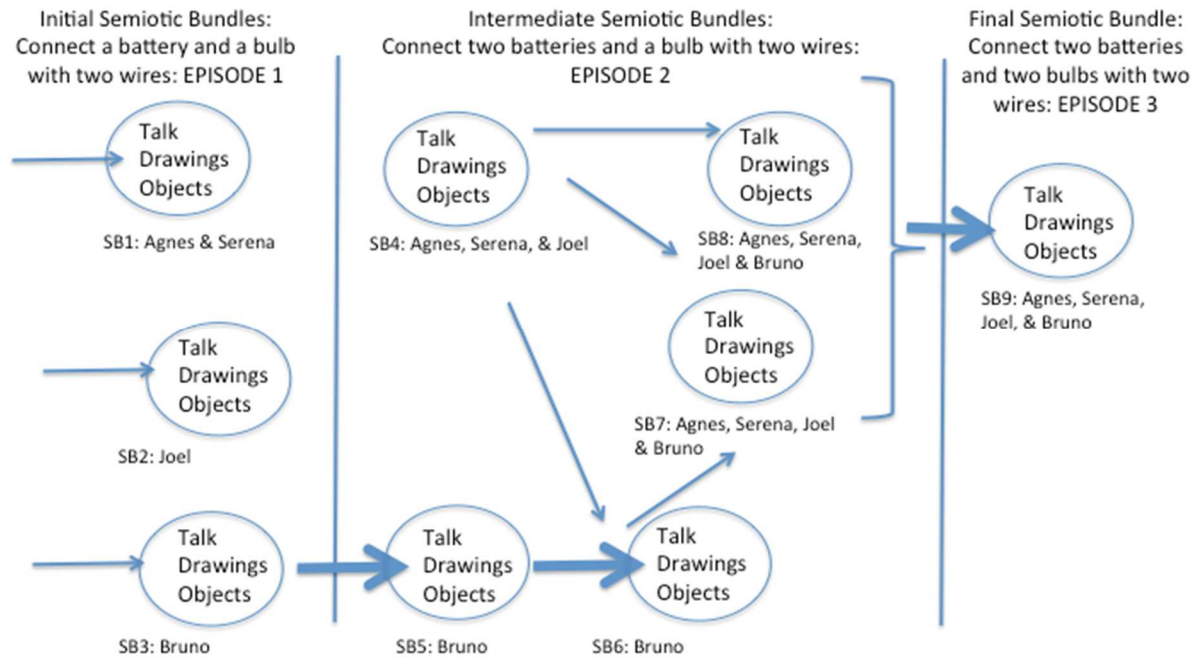 Initial Semiotic Bundles:
Connect a battery and a bulb
with two wires: EPISODE 1
Talk
Drawings
Objects
SB1: Agnes & Serena
Talk
Drawings
Objects
SB2: Joel
Talk
Drawings
Objects
SB3: Bruno
Intermediate Semiotic Bundles:
Connect two batteries and a bulb with two wires:
EPISODE 2
Talk
Drawings
Objects
SB4: Agnes, Serena, & Joel
Talk
Drawings
Objects
SB8: Agnes, Serena,
Joel & Bruno
Talk
Drawings
Objects
SB7: Agnes, Serena, Joel
& Bruno
Talk
Drawings
Objects
SB5: Bruno
Talk
Drawings
Objects
SB6: Bruno
Final Semiotic Bundle:
Connect two batteries
and two bulbs with two
wires: EPISODE 3
Talk
Drawings
Objects
SB9: Agnes, Serena,
Joel, & Bruno